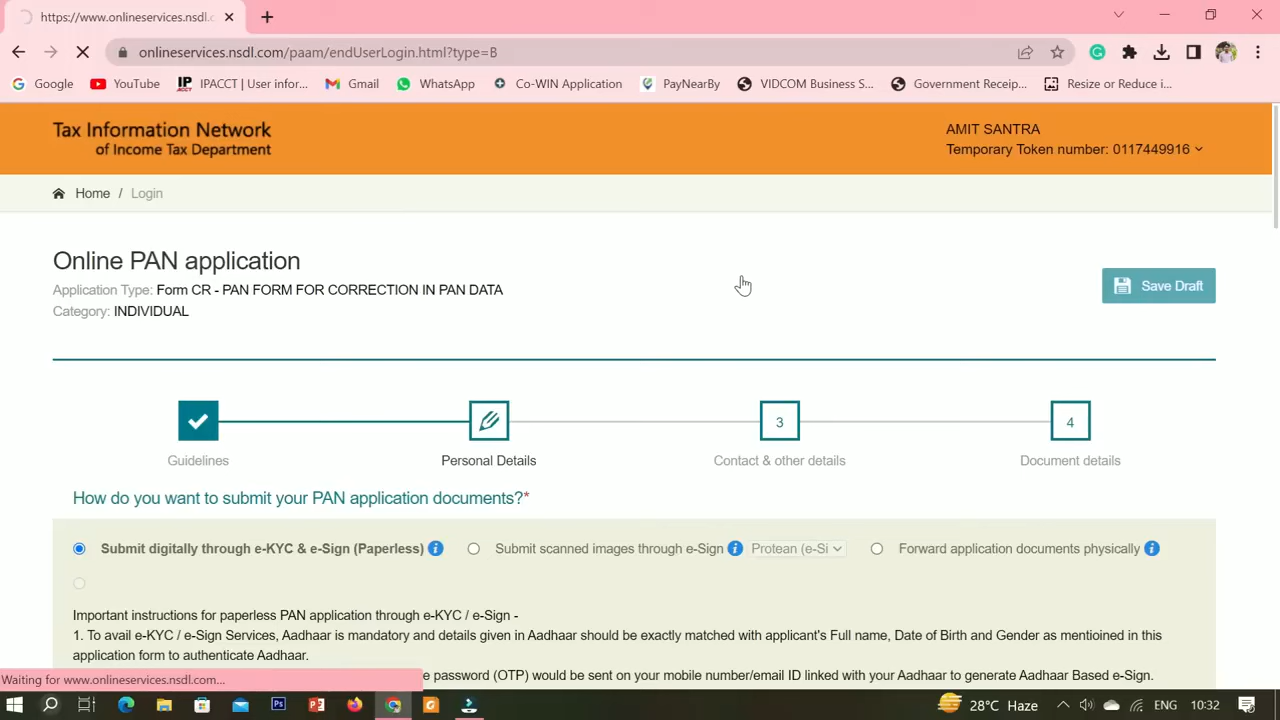 https://www.onlineservices.nsdl.c
onlineservices.nsdl.com/paam/endUserLogin.html?type=B
Google YouTube IPACCT | User infor... Gmail WhatsApp Co-WIN Application PayNearBy VIDCOM Business S... Government Receip... Resize or Reduce i...
Tax Information Network
of Income Tax Department
AMIT SANTRA
Temporary Token number: 0117449916
Home / Login
Online PAN application
Application Type: Form CR - PAN FORM FOR CORRECTION IN PAN DATA
Category: INDIVIDUAL
Save Draft
3
4
Guidelines
Personal Details
Contact & other details
Document details
How do you want to submit your PAN application documents?*
Submit digitally through e-KYC & e-Sign (Paperless) Submit scanned images through e-Sign Protean (e-Si Forward application documents physically
Important instructions for paperless PAN application through e-KYC / e-Sign -
1. To avail e-KYC / e-Sign Services, Aadhaar is mandatory and details given in Aadhaar should be exactly matched with applicant's Full name, Date of Birth and Gender as mentioined in this
application form to authenticate Aadhaar.
e password (OTP) would be sent on your mobile number/email ID linked with your Aadhaar to generate Aadhaar Based e-Sign.
Waiting for www.onlineservices.nsdl.com...
28°C Haze ENG 10:32